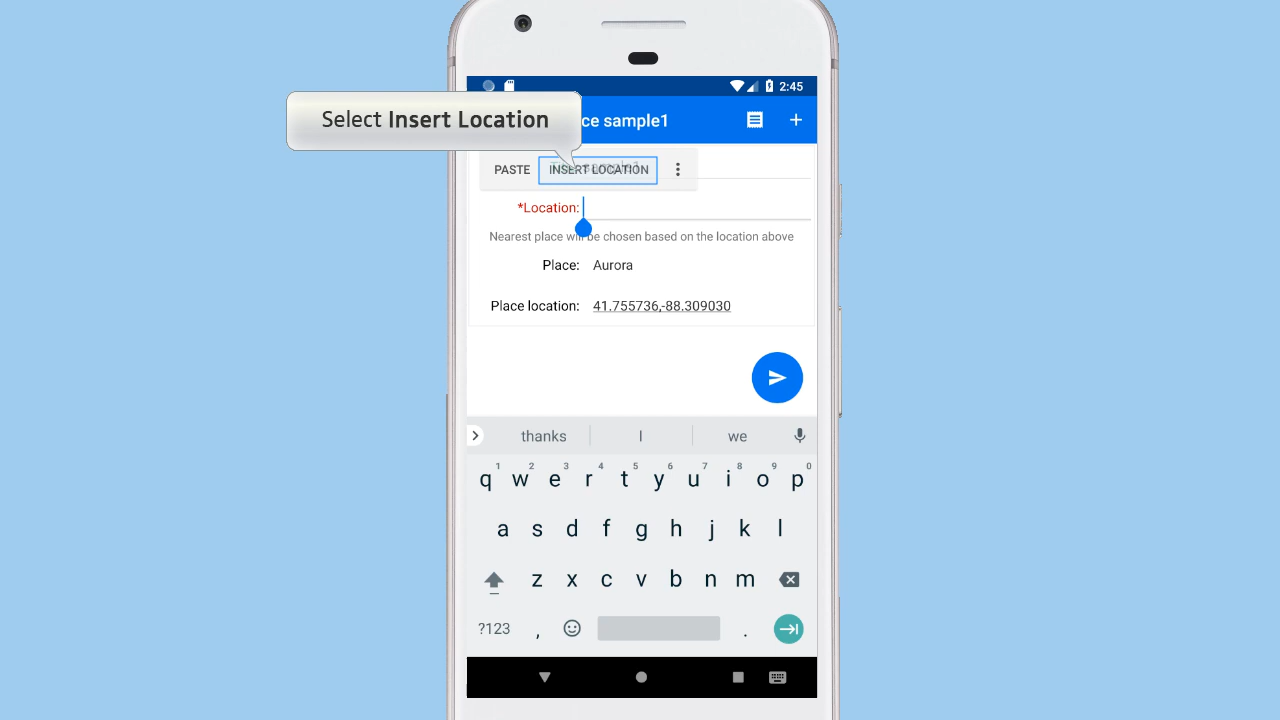 2:45
Select Insert Location
ce sample1
PASTE INSERT LOCATION
*Location:
Nearest place will be chosen based on the location above
Place: Aurora
Place location: 41.755736,-88.309030
thanks I we
1 2 3 4 5 6 7 8 9 0
q w e r t y u i o p
a s d f g h j k l
z x c v b n m
?123 , .